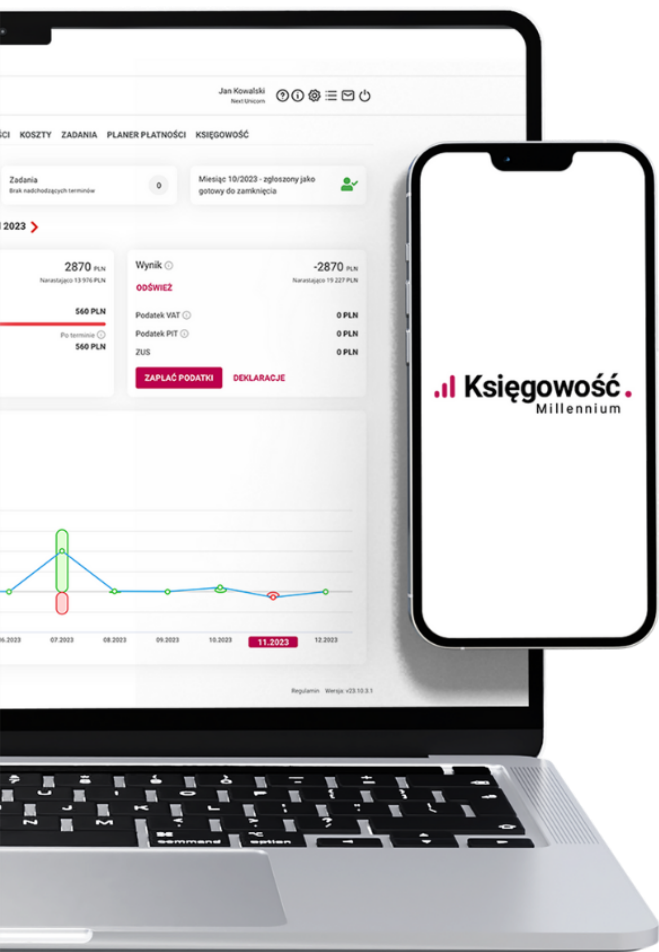 Jan Kowalski
Next Unicorn
KOSZTY ZADANIA PLANER PŁATNOŚCI KSIĘGOWOŚĆ
Zadania
Brak nadchodzących terminów
0
Miesiąc 10/2023 - zgłoszony jako
gotowy do zamknięcia
2023
2870 PLN
Narastająco 13 976 PLN
560 PLN
Po terminie
560 PLN
Wynik
-2870 PLN
ODŚWIEŻ
Narastająco 19 227 PLN
Podatek VAT
0 PLN
Podatek PIT
0 PLN
ZUS
0 PLN
ZAPŁAĆ PODATKI DEKLARACJE
6.2023 07.2023 08.2023 09.2023 10.2023 11.2023 12.2023
Regulamin Wersja: v23.10.3.1
Księgowość.
Millennium
command option